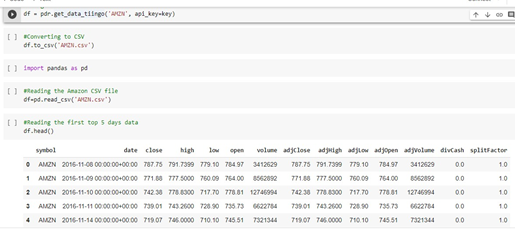 df = pdr.get_data_tiingo('AMZN', api_key=key)
[ ] #Converting to CSV
df.to_csv('AMZN.csv')
[ ] import pandas as pd
[ ] #Reading the Amazon CSV file
df=pd.read_csv('AMZN.csv')
[ ] #Reading the first top 5 days data
df.head()
symbol date close high low open volume adjClose adjHigh adjLow adjOpen adjVolume divCash splitFactor
0 AMZN 2016-11-08 00:00:00+00:00 787.75 791.7399 779.10 784.97 3412629 787.75 791.7399 779.10 784.97 3412629 0.0 1.0
1 AMZN 2016-11-09 00:00:00+00:00 771.88 777.5000 760.09 764.00 8562892 771.88 777.5000 760.09 764.00 8562892 0.0 1.0
2 AMZN 2016-11-10 00:00:00+00:00 742.38 778.8300 717.70 778.81 12746994 742.38 778.8300 717.70 778.81 12746994 0.0 1.0
3 AMZN 2016-11-11 00:00:00+00:00 739.01 743.2600 728.90 735.73 6622784 739.01 743.2600 728.90 735.73 6622784 0.0 1.0
4 AMZN 2016-11-14 00:00:00+00:00 719.07 746.0000 710.10 745.51 7321344 719.07 746.0000 710.10 745.51 7321344 0.0 1.0